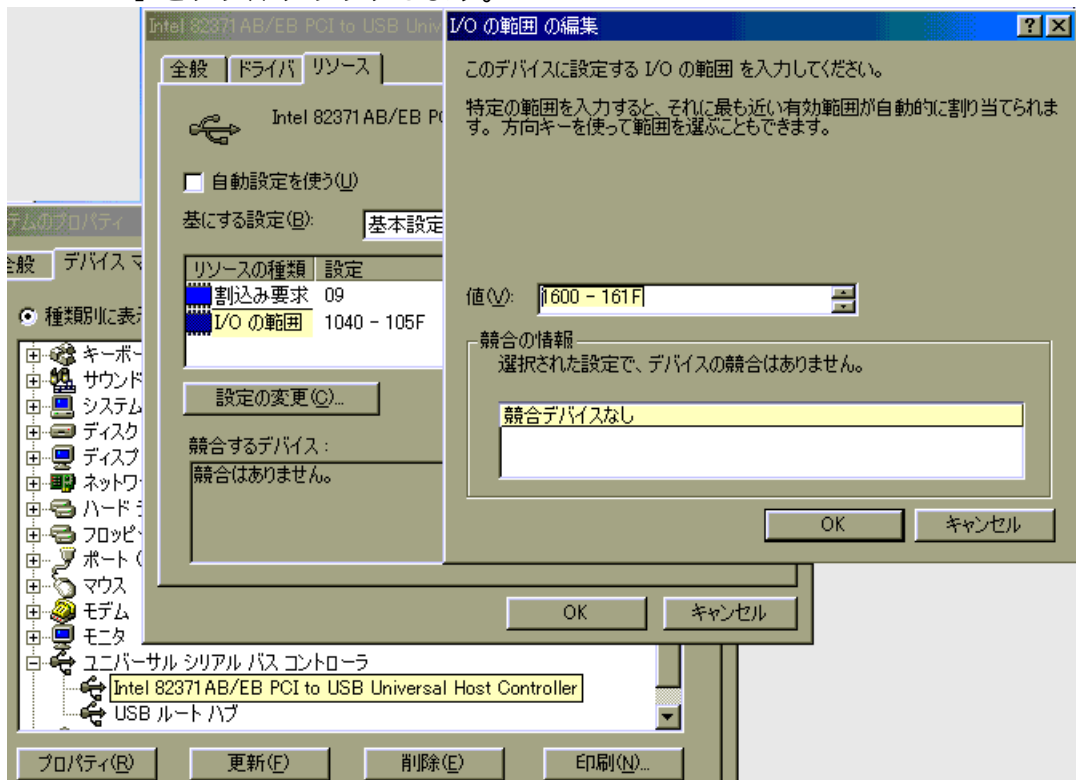 Intel 82371AB/EB PCI to USB Univ
全般
ドライバ
リソース
Intel 82371AB/EB P
自動設定を使う(U)
基にする設定(B):
基本設定
リソースの種類
設定
割込み要求 09
I/O の範囲 1040 - 105F
設定の変更(C)...
競合するデバイス :
競合はありません。
OK
キャンセル
I/O の範囲 の編集
このデバイスに設定する I/O の範囲 を入力してください。
特定の範囲を入力すると、それに最も近い有効範囲が自動的に割り当てられま
す。方向キーを使って範囲を選ぶこともできます。
値(V):
1600 - 161F
競合の情報
選択された設定で、デバイスの競合はありません。
競合デバイスなし
OK
キャンセル
テムのプロパティ
全般
デバイス マ
種類別に表示
キーボー
サウンド
システム
ディスク
ディスプ
ネットワ
ハード
フロッピ
ポート (
マウス
モデム
モニタ
ユニバーサル シリアル バス コントローラ
Intel 82371AB/EB PCI to USB Universal Host Controller
USB ルート ハブ
プロパティ(R)
更新(F)
削除(E)
印刷(N)...